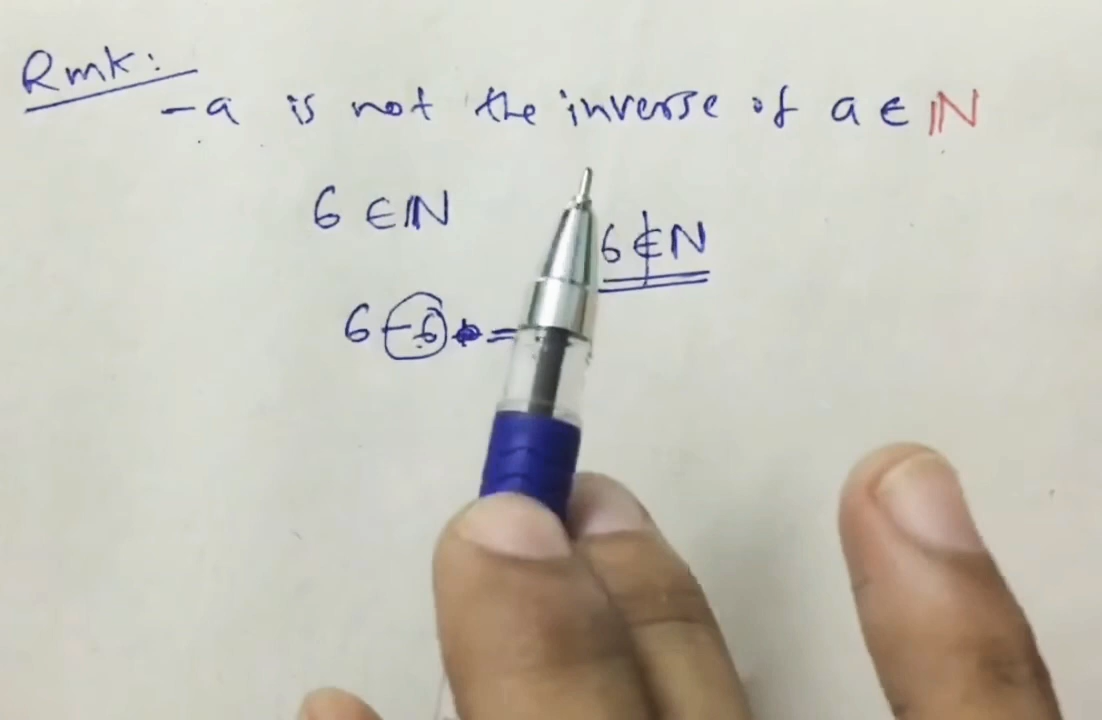 Rmk:
-a is not the inverse of a ∈ ℕ
6 ∈ ℕ
6 ∉ N
6 - 6 =